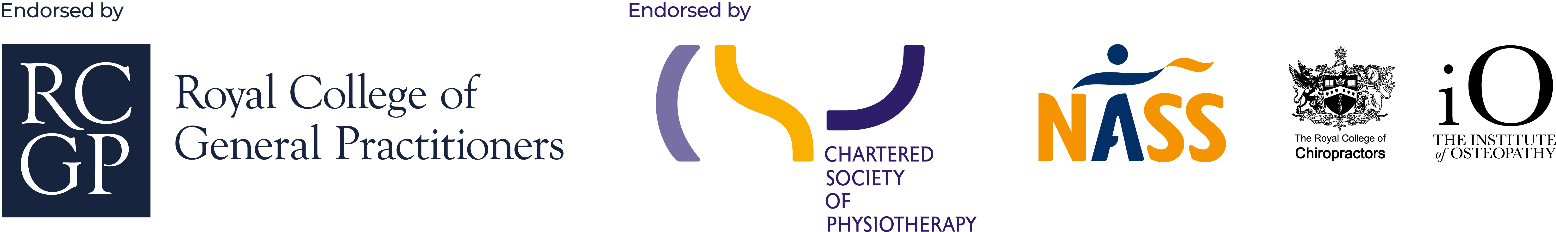 Endorsed by
RC
GP
Royal College of
General Practitioners
Endorsed by
CHARTERED
SOCIETY
OF
PHYSIOTHERAPY
NASS
The Royal College of
Chiropractors
iO
THE INSTITUTE
of OSTEOPATHY